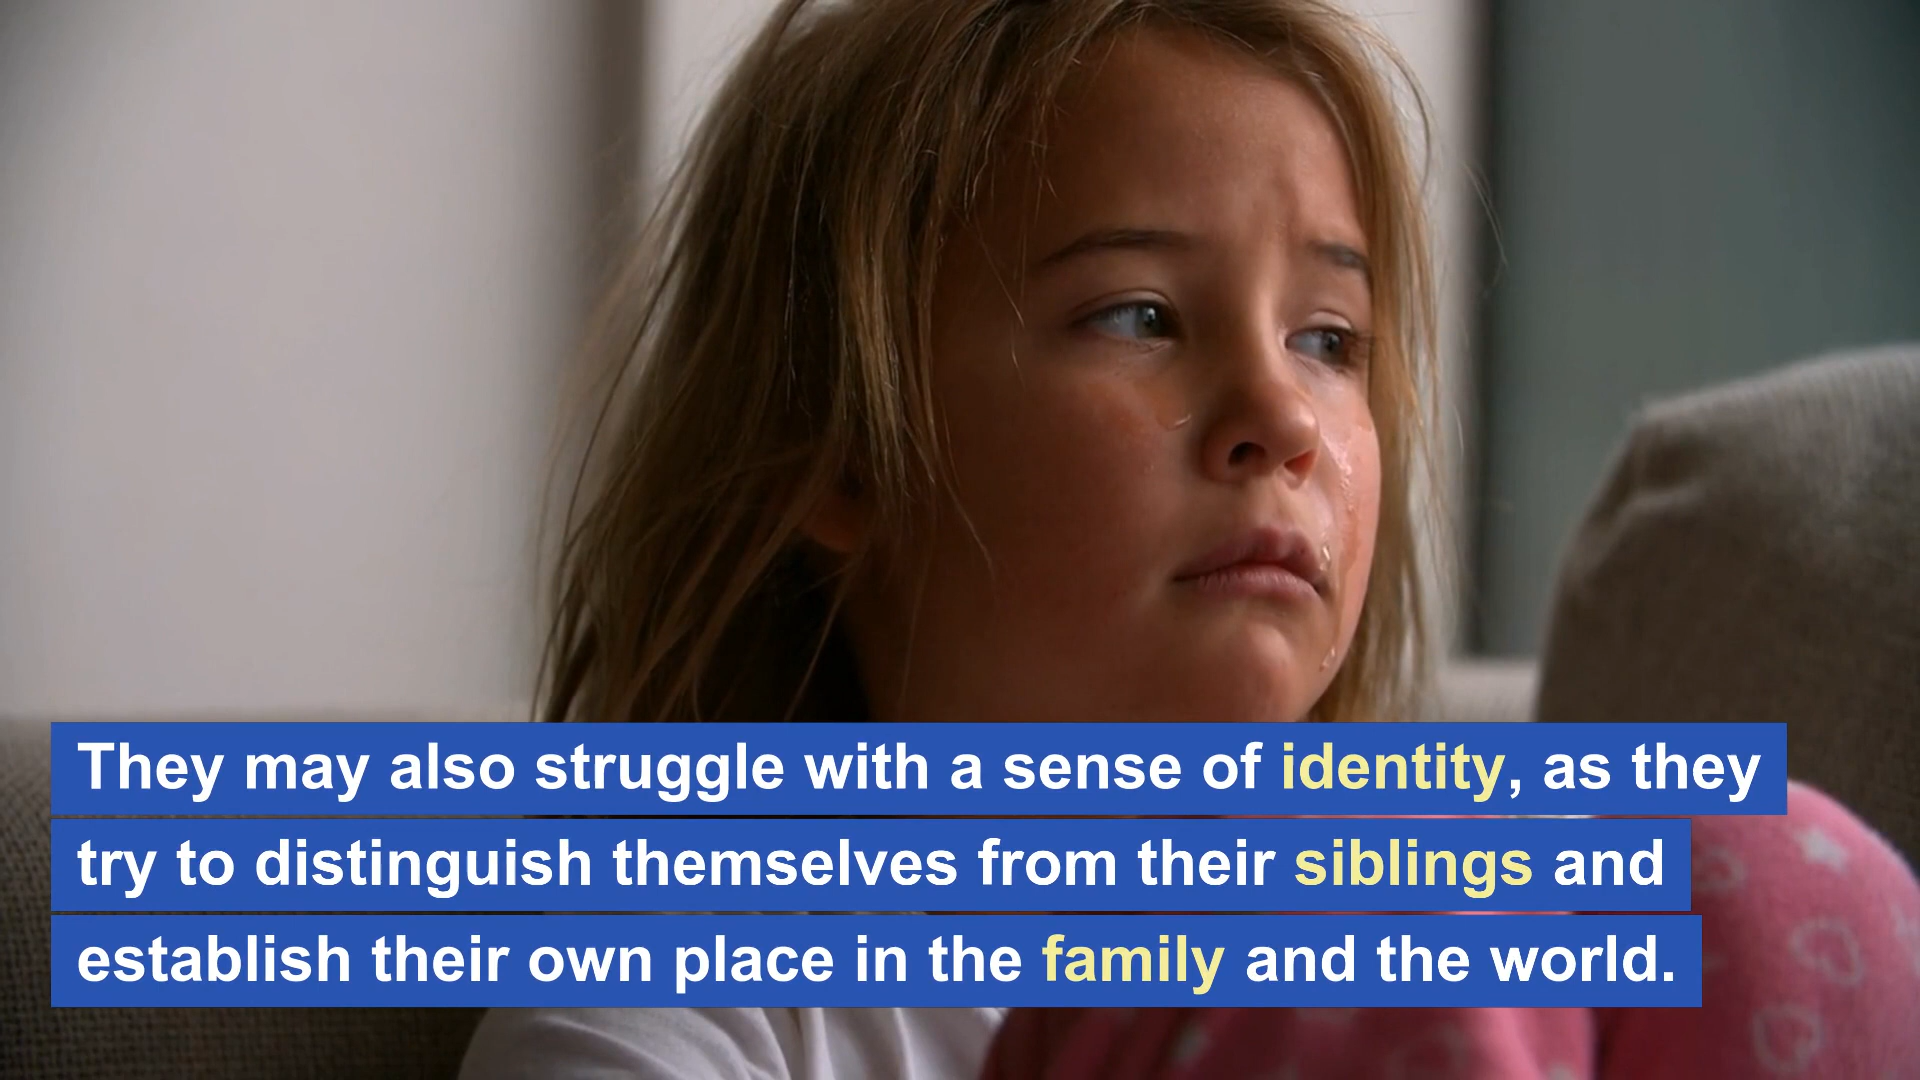 They may also struggle with a sense of identity, as they
try to distinguish themselves from their siblings and
establish their own place in the family and the world.